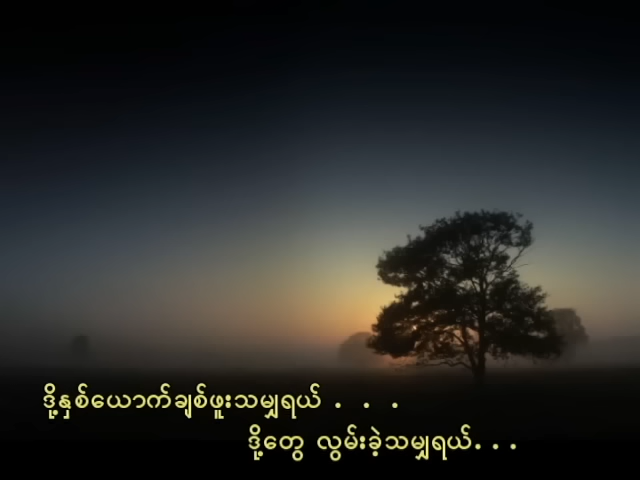 ဒို့နှစ်ယောက်ချစ်ဖူးသမျှရယ် . . .
ဒို့တွေ လွမ်းခဲ့သမျှရယ်. . .